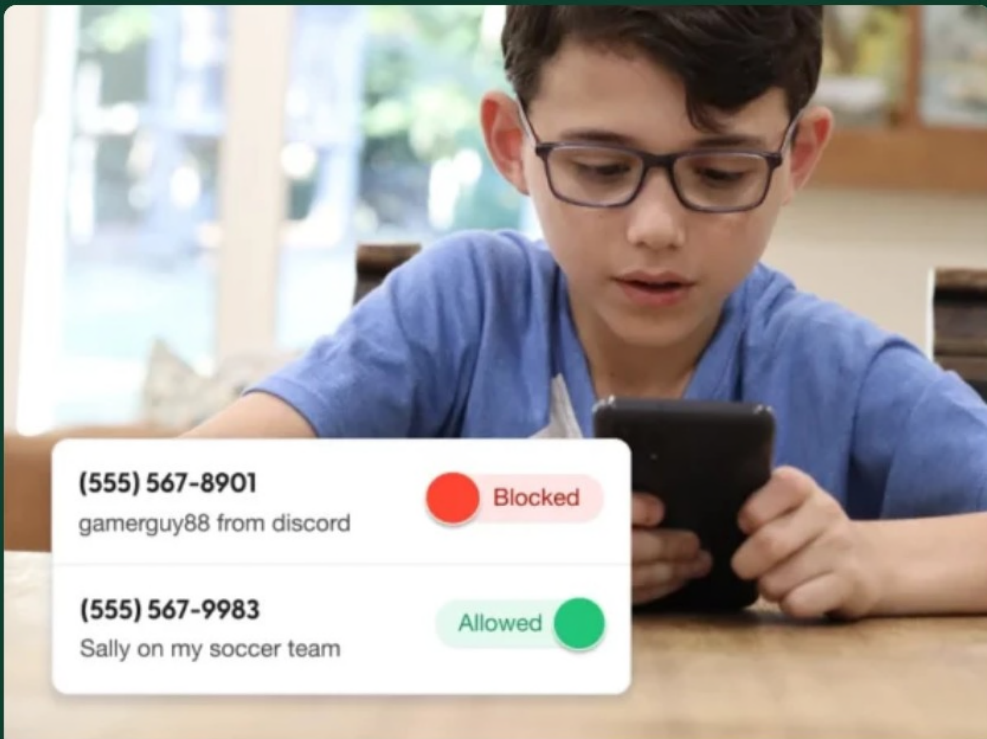 (555) 567-8901
gamerguy88 from discord
Blocked
(555) 567-9983
Sally on my soccer team
Allowed